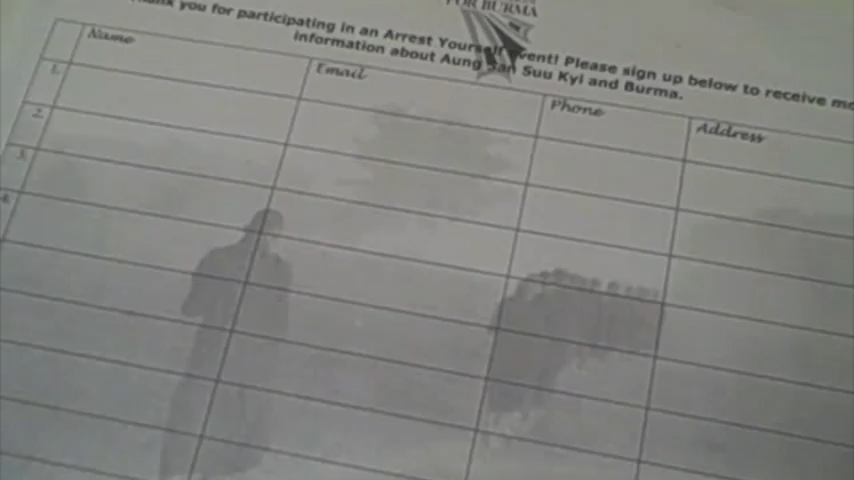 FOR BURMA
Thank you for participating in an Arrest Yourself Event! Please sign up below to receive
information about Aung San Suu Kyi and Burma.
Name Email Phone Address
1.
2.
3.
4.